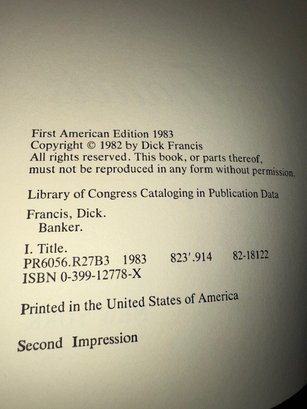 First American Edition 1983
Copyright © 1982 by Dick Francis
All rights reserved. This book, or parts thereof,
must not be reproduced in any form without permission.
Library of Congress Cataloging in Publication Data
Francis, Dick.
Banker.
I. Title.
PR6056.R27B3 1983 823'.914 82-18122
ISBN 0-399-12778-X
Printed in the United States of America
Second Impression